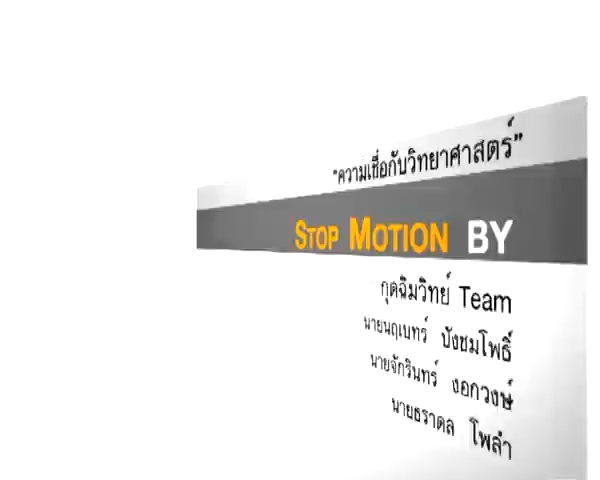 "ความเชื่อกับวิทยาศาสตร์"
STOP MOTION BY
กุดฉิมวิทย์ Team
นายนฤเบทร์ ปังชมโพธิ์
นายจักรินทร์ งอกวงษ์
นายธราดล โพลำ